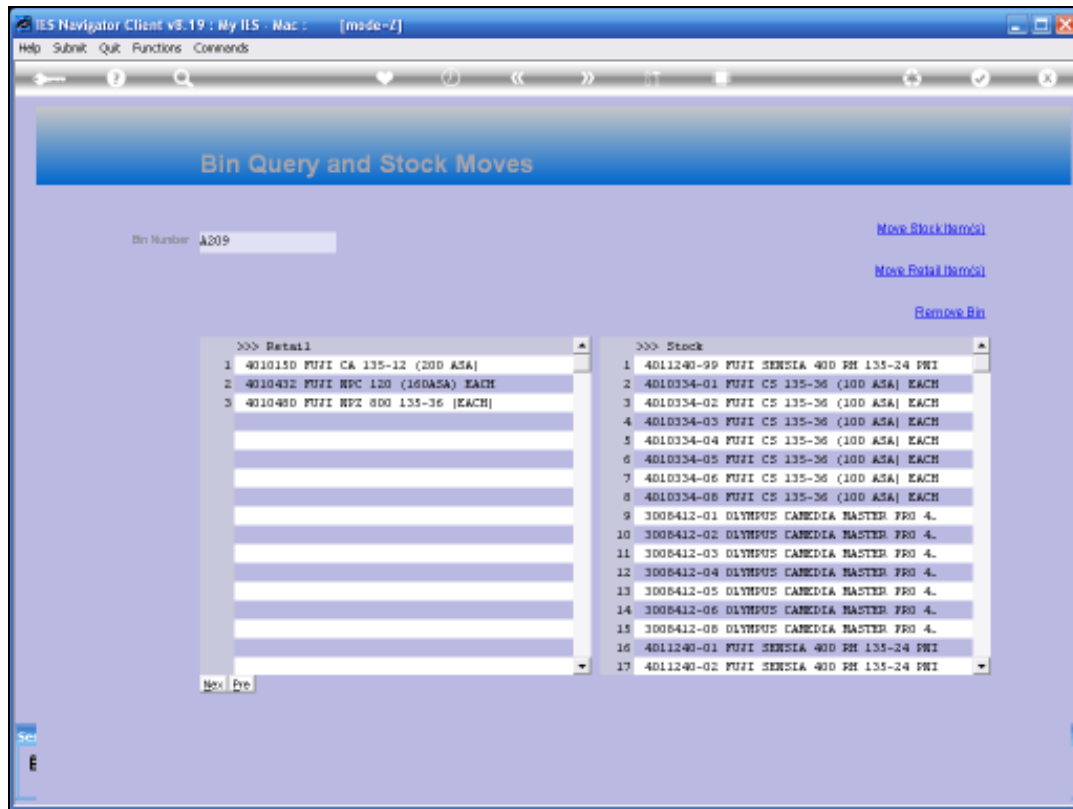 IES Navigator Client v8.19 : My IES - Mac : [mode=Z]
Help Submit Quit Functions Commands
Bin Query and Stock Moves
Move Stock Item(s)
Bin Number A209
Move Retail Item(s)
Remove Bin
>>> Retail
1 4010150 FUJI CA 135-12 (200 ASA|
2 4010432 FUJI NPC 120 (160ASA) EACH
3 4010480 FUJI NPZ 800 135-36 |EACH|
>>> Stock
1 4011240-99 FUJI SENSIA 400 RH 135-24 PNI
2 4010334-01 FUJI CS 135-36 (100 ASA| EACH
3 4010334-02 FUJI CS 135-36 (100 ASA| EACH
4 4010334-03 FUJI CS 135-36 (100 ASA| EACH
5 4010334-04 FUJI CS 135-36 (100 ASA| EACH
6 4010334-05 FUJI CS 135-36 (100 ASA| EACH
7 4010334-06 FUJI CS 135-36 (100 ASA| EACH
8 4010334-08 FUJI CS 135-36 (100 ASA| EACH
9 3008412-01 OLYMPUS CAMEDIA MASTER PRO 4.
10 3008412-02 OLYMPUS CAMEDIA MASTER PRO 4.
11 3008412-03 OLYMPUS CAMEDIA MASTER PRO 4.
12 3008412-04 OLYMPUS CAMEDIA MASTER PRO 4.
13 3008412-05 OLYMPUS CAMEDIA MASTER PRO 4.
14 3008412-06 OLYMPUS CAMEDIA MASTER PRO 4.
15 3008412-08 OLYMPUS CAMEDIA MASTER PRO 4.
16 4011240-01 FUJI SENSIA 400 RH 135-24 PNI
17 4011240-02 FUJI SENSIA 400 RH 135-24 PNI
Nex Pre
Ser